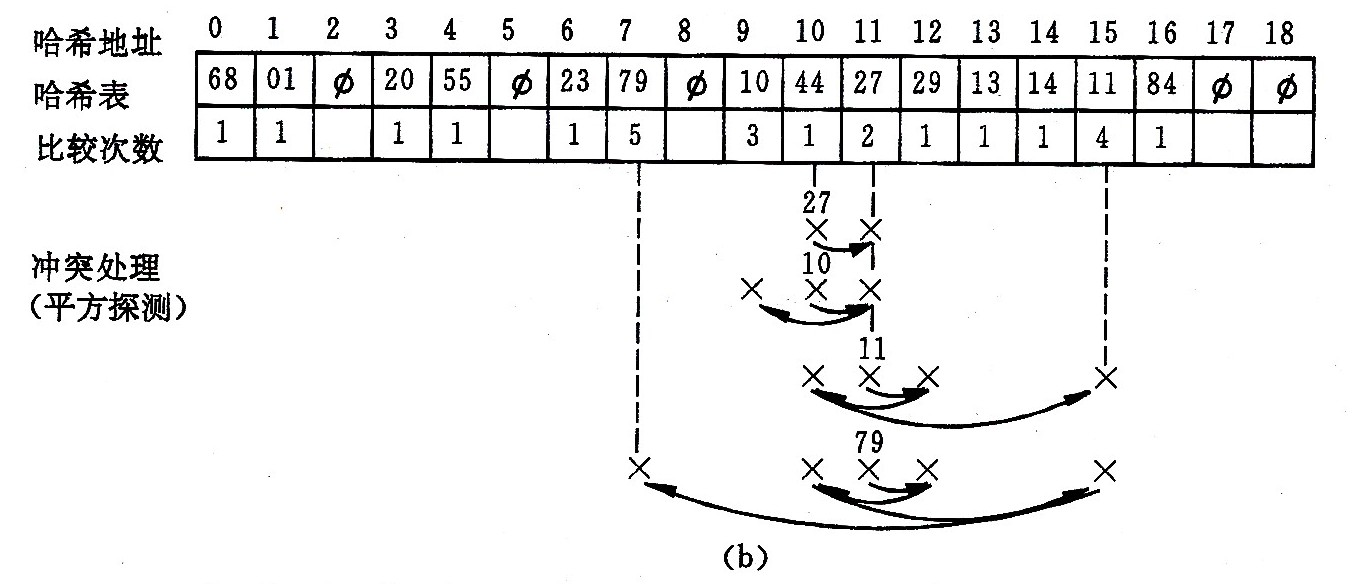 哈希地址 0 1 2 3 4 5 6 7 8 9 10 11 12 13 14 15 16 17 18
哈希表 68 01 ϕ 20 55 ϕ 23 79 ϕ 10 44 27 29 13 14 11 84 ϕ ϕ
比较次数 1 1 1 1 1 5 3 1 2 1 1 1 4 1
27
冲突处理
10
(平方探测)
11
79
(b)